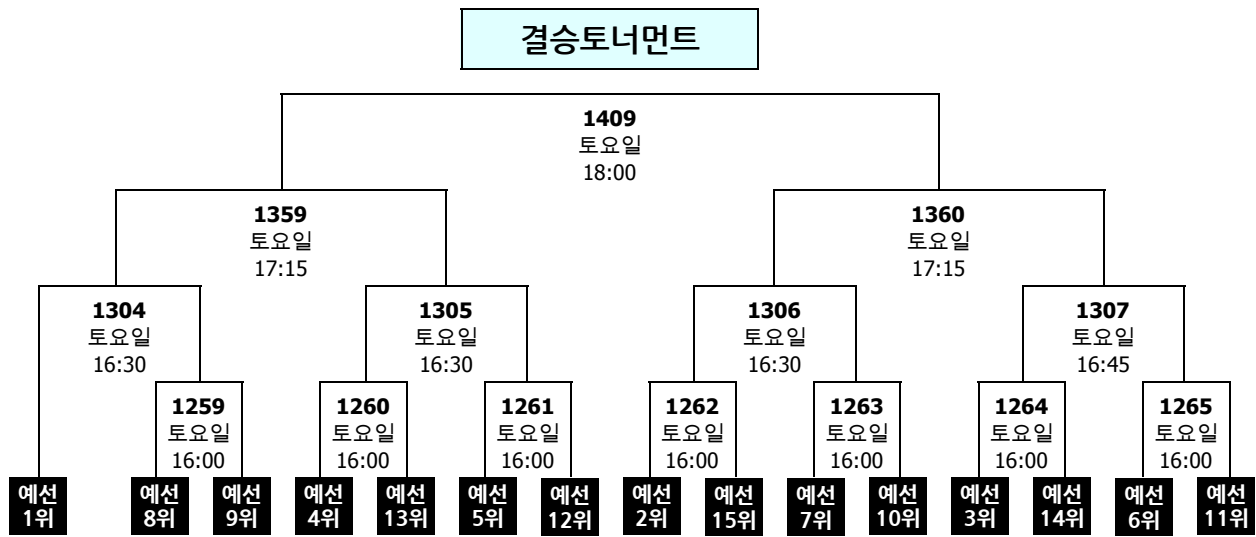 결승토너먼트
1409
토요일
18:00
1359
토요일
17:15
1360
토요일
17:15
1304
토요일
16:30
1305
토요일
16:30
1306
토요일
16:30
1307
토요일
16:45
1259
토요일
16:00
1260
토요일
16:00
1261
토요일
16:00
1262
토요일
16:00
1263
토요일
16:00
1264
토요일
16:00
1265
토요일
16:00
예선
1위
예선
8위
예선
9위
예선
4위
예선
13위
예선
5위
예선
12위
예선
2위
예선
15위
예선
7위
예선
10위
예선
3위
예선
14위
예선
6위
예선
11위